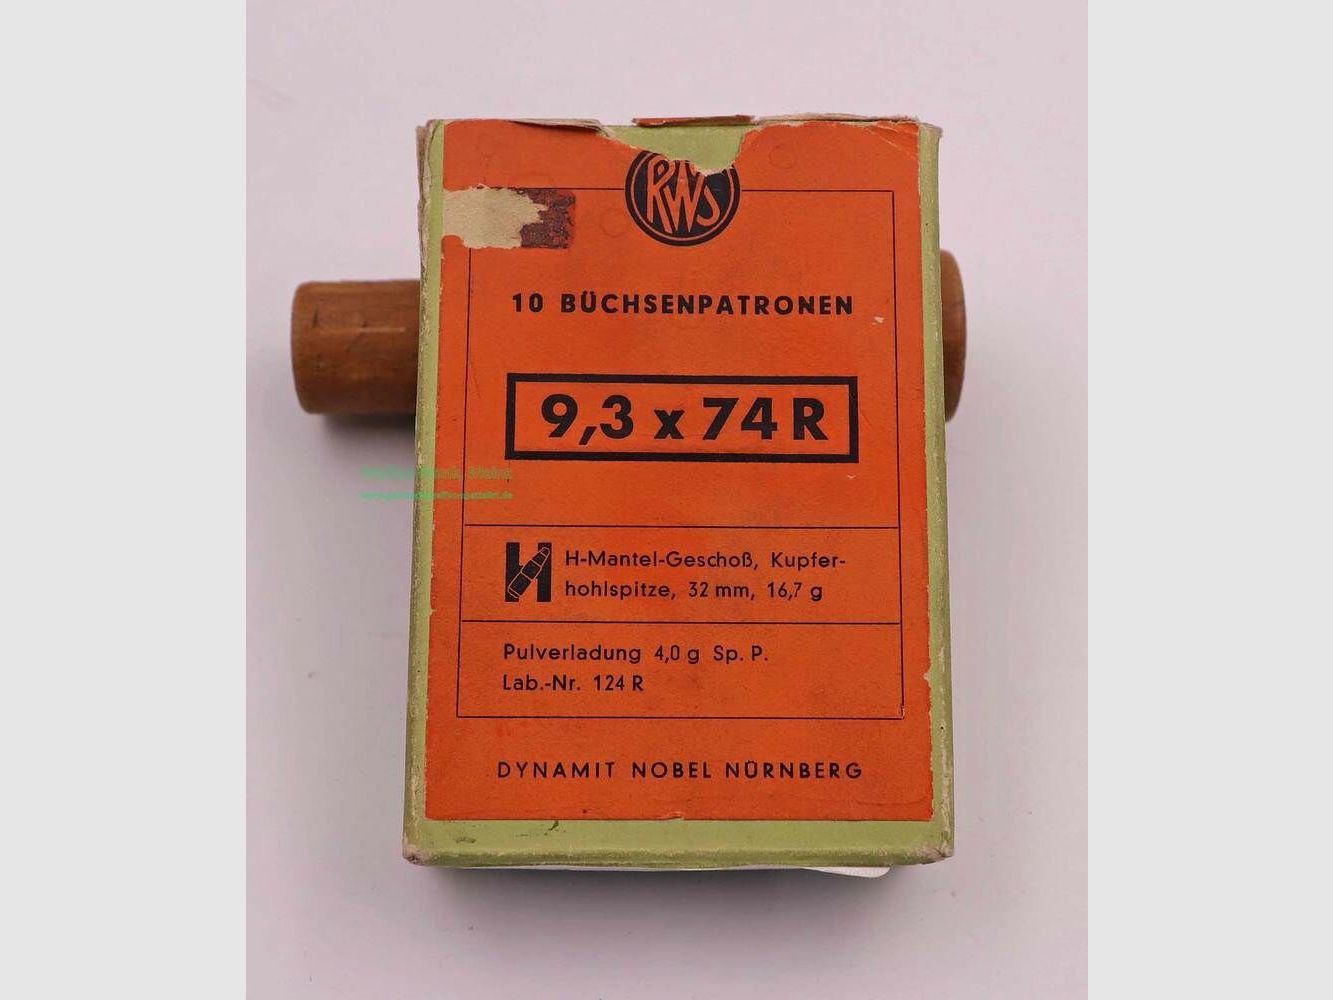 RWS
10 BÜCHSENPATRONEN
9,3 x 74 R
H-Mantel-Geschoß, Kupfer-
hohlspitze, 32 mm, 16,7 g
Pulverladung 4,0 g Sp. P.
Lab.-Nr. 124 R
DYNAMIT NOBEL NÜRNBERG